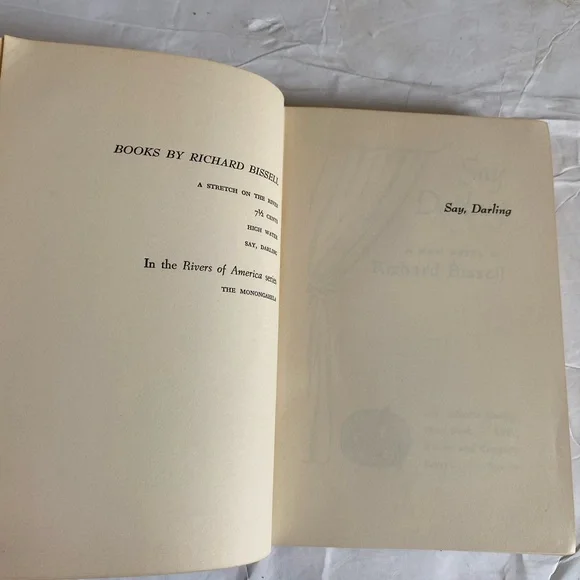 BOOKS BY RICHARD BISSELL
A STRETCH ON THE RIVER
7½ CENTS
HIGH WATER
SAY, DARLING
In the Rivers of America series
THE MONONGAHELA
Say, Darling
Richard Bissell